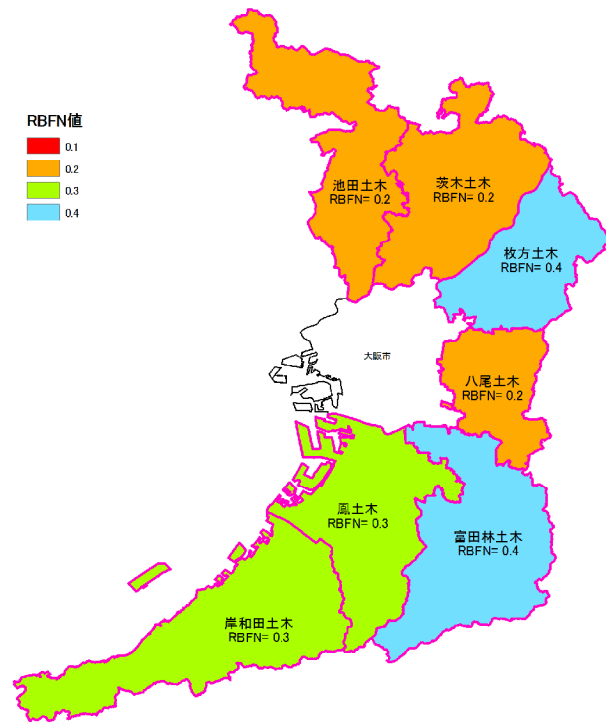 RBFN値
0.1
0.2
0.3
0.4
池田土木
RBFN= 0.2
茨木土木
RBFN= 0.2
枚方土木
RBFN= 0.4
大阪市
八尾土木
RBFN= 0.2
鳳土木
RBFN= 0.3
富田林土木
RBFN= 0.4
岸和田土木
RBFN= 0.3